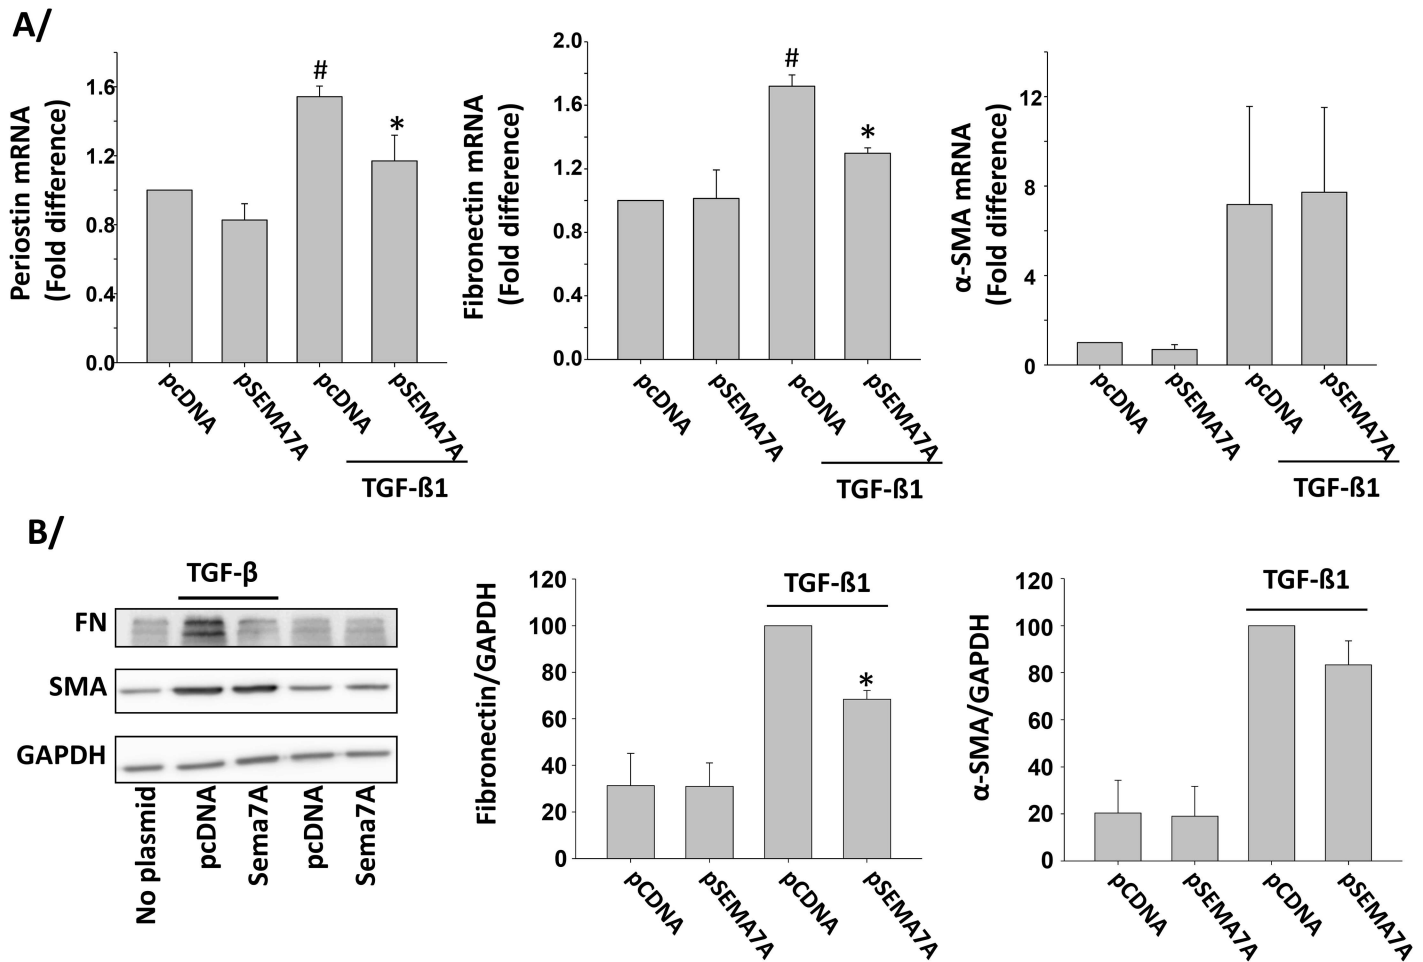 A/
Periostin mRNA
(Fold difference)
1.6
1.2
0.8
0.4
0.0
#
*
pcDNA
pSEMA7A
pcDNA
pSEMA7A
TGF-ß1
Fibronectin mRNA
(Fold difference)
2.0
1.6
1.2
0.8
0.4
0.0
#
*
pcDNA
pSEMA7A
pcDNA
pSEMA7A
TGF-ß1
α-SMA mRNA
(Fold difference)
12
8
4
0
pcDNA
pSEMA7A
pcDNA
pSEMA7A
TGF-ß1
B/
TGF-β
FN
SMA
GAPDH
No plasmid
pcDNA
Sema7A
pcDNA
Sema7A
Fibronectin/GAPDH
120
100
80
60
40
20
0
TGF-ß1
*
pCDNA
pSEMA7A
pCDNA
pSEMA7A
α-SMA/GAPDH
120
100
80
60
40
20
0
TGF-ß1
pCDNA
pSEMA7A
pCDNA
pSEMA7A